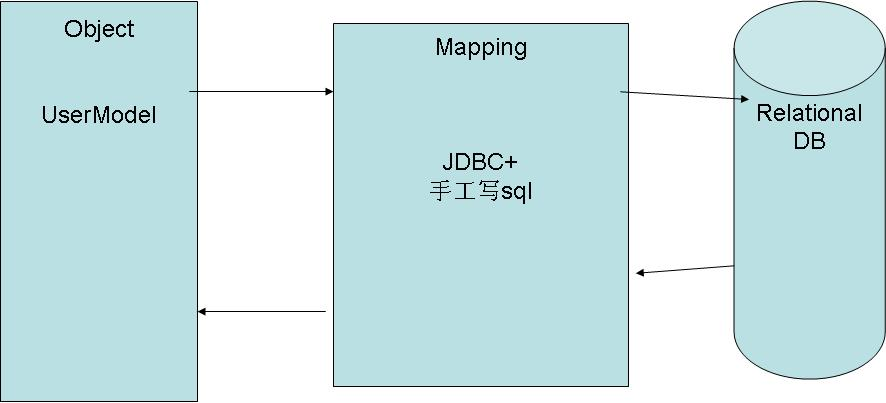 Object
UserModel
Mapping
JDBC+
手工写sql
Relational
DB